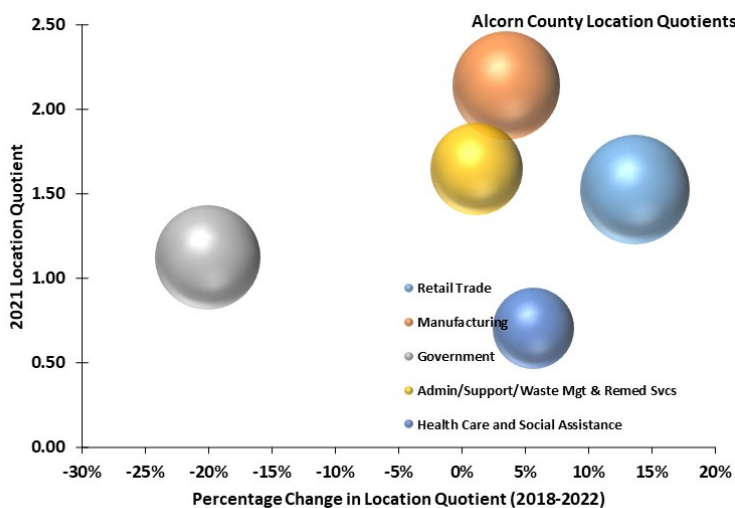 Alcorn County Location Quotients
2.50
2.00
1.50
1.00
0.50
0.00
2021 Location Quotient
Retail Trade
Manufacturing
Government
Admin/Support/Waste Mgt & Remed Svcs
Health Care and Social Assistance
-30% -25% -20% -15% -10% -5% 0% 5% 10% 15% 20%
Percentage Change in Location Quotient (2018-2022)